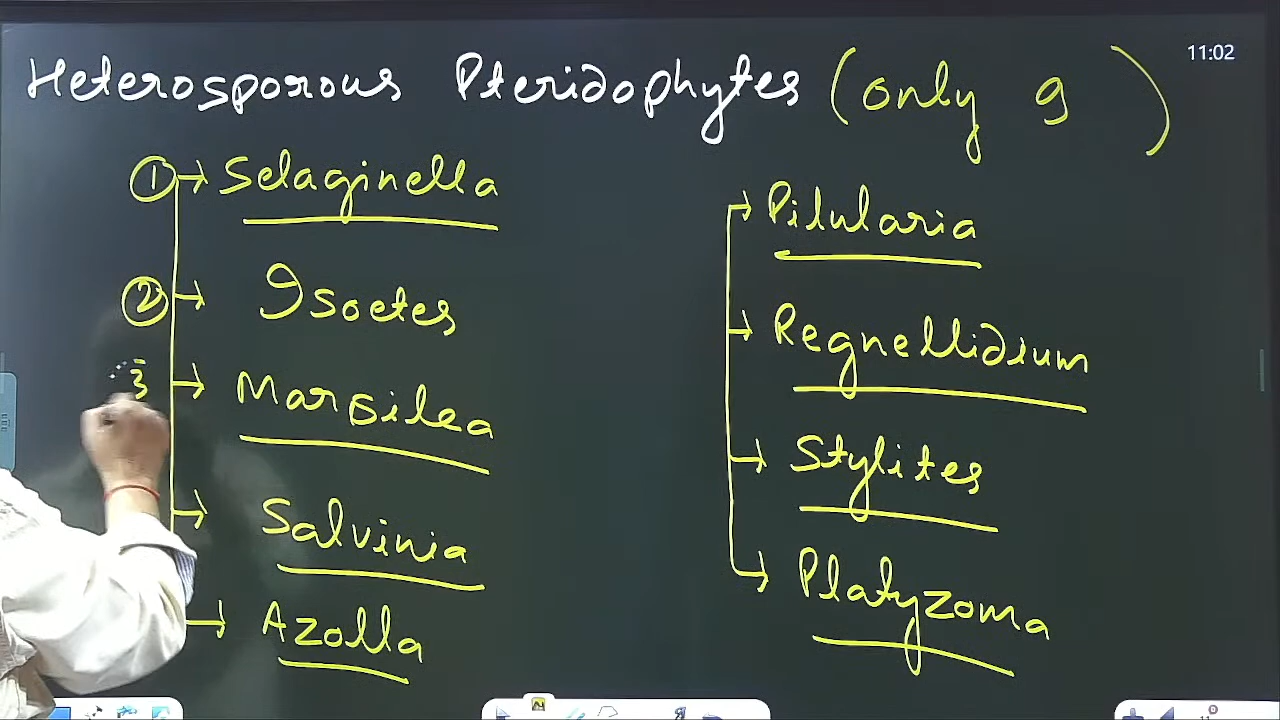 11:02
Heterosporous Pteridophytes (only 9)
① → Selaginella
② → Isoetes
3 → Marsilea
→ Salvinia
→ Azolla
→ Pilularia
→ Regnellidium
→ Stylites
→ Platyzoma